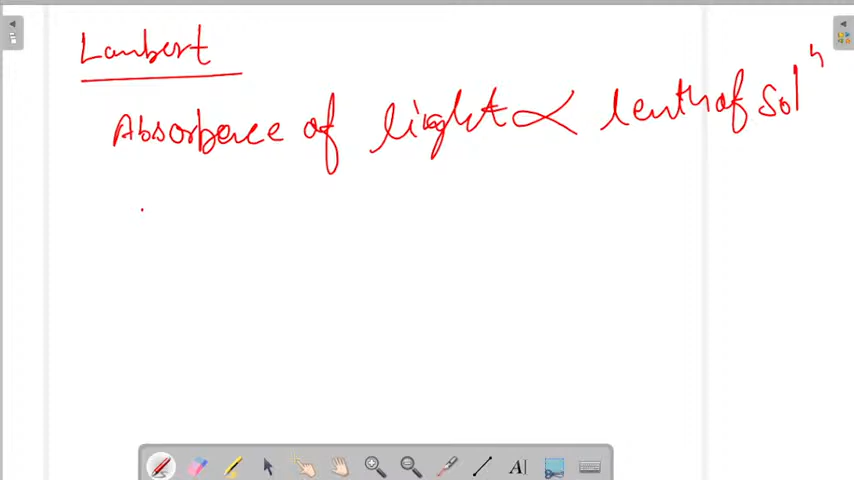 Lambert
Absorbence of light ∝ lenth of solⁿ
A|